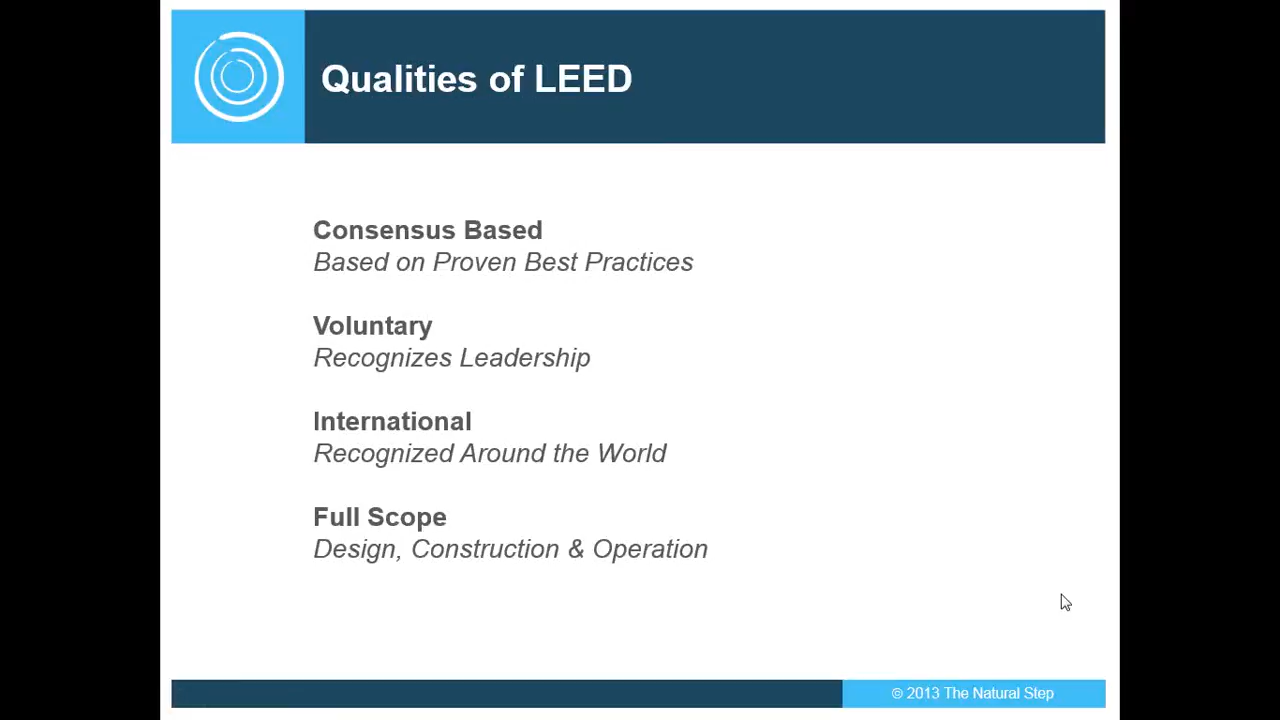 Qualities of LEED
Consensus Based
Based on Proven Best Practices
Voluntary
Recognizes Leadership
International
Recognized Around the World
Full Scope
Design, Construction & Operation
© 2013 The Natural Step